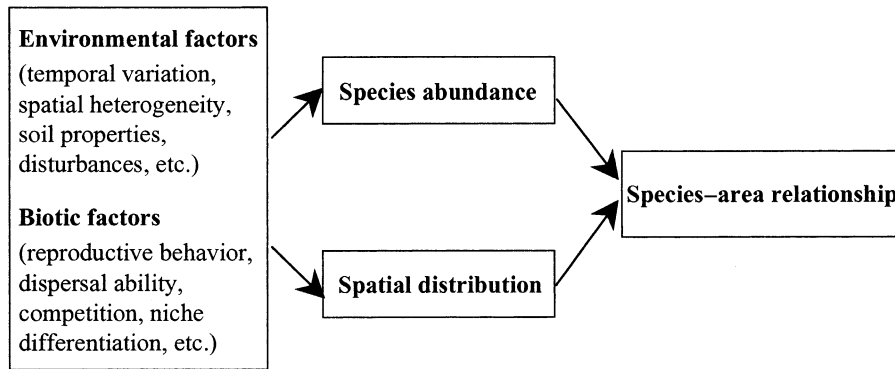 Environmental factors
(temporal variation,
spatial heterogeneity,
soil properties,
disturbances, etc.)
Biotic factors
(reproductive behavior,
dispersal ability,
competition, niche
differentiation, etc.)
Species abundance
Spatial distribution
Species–area relationship